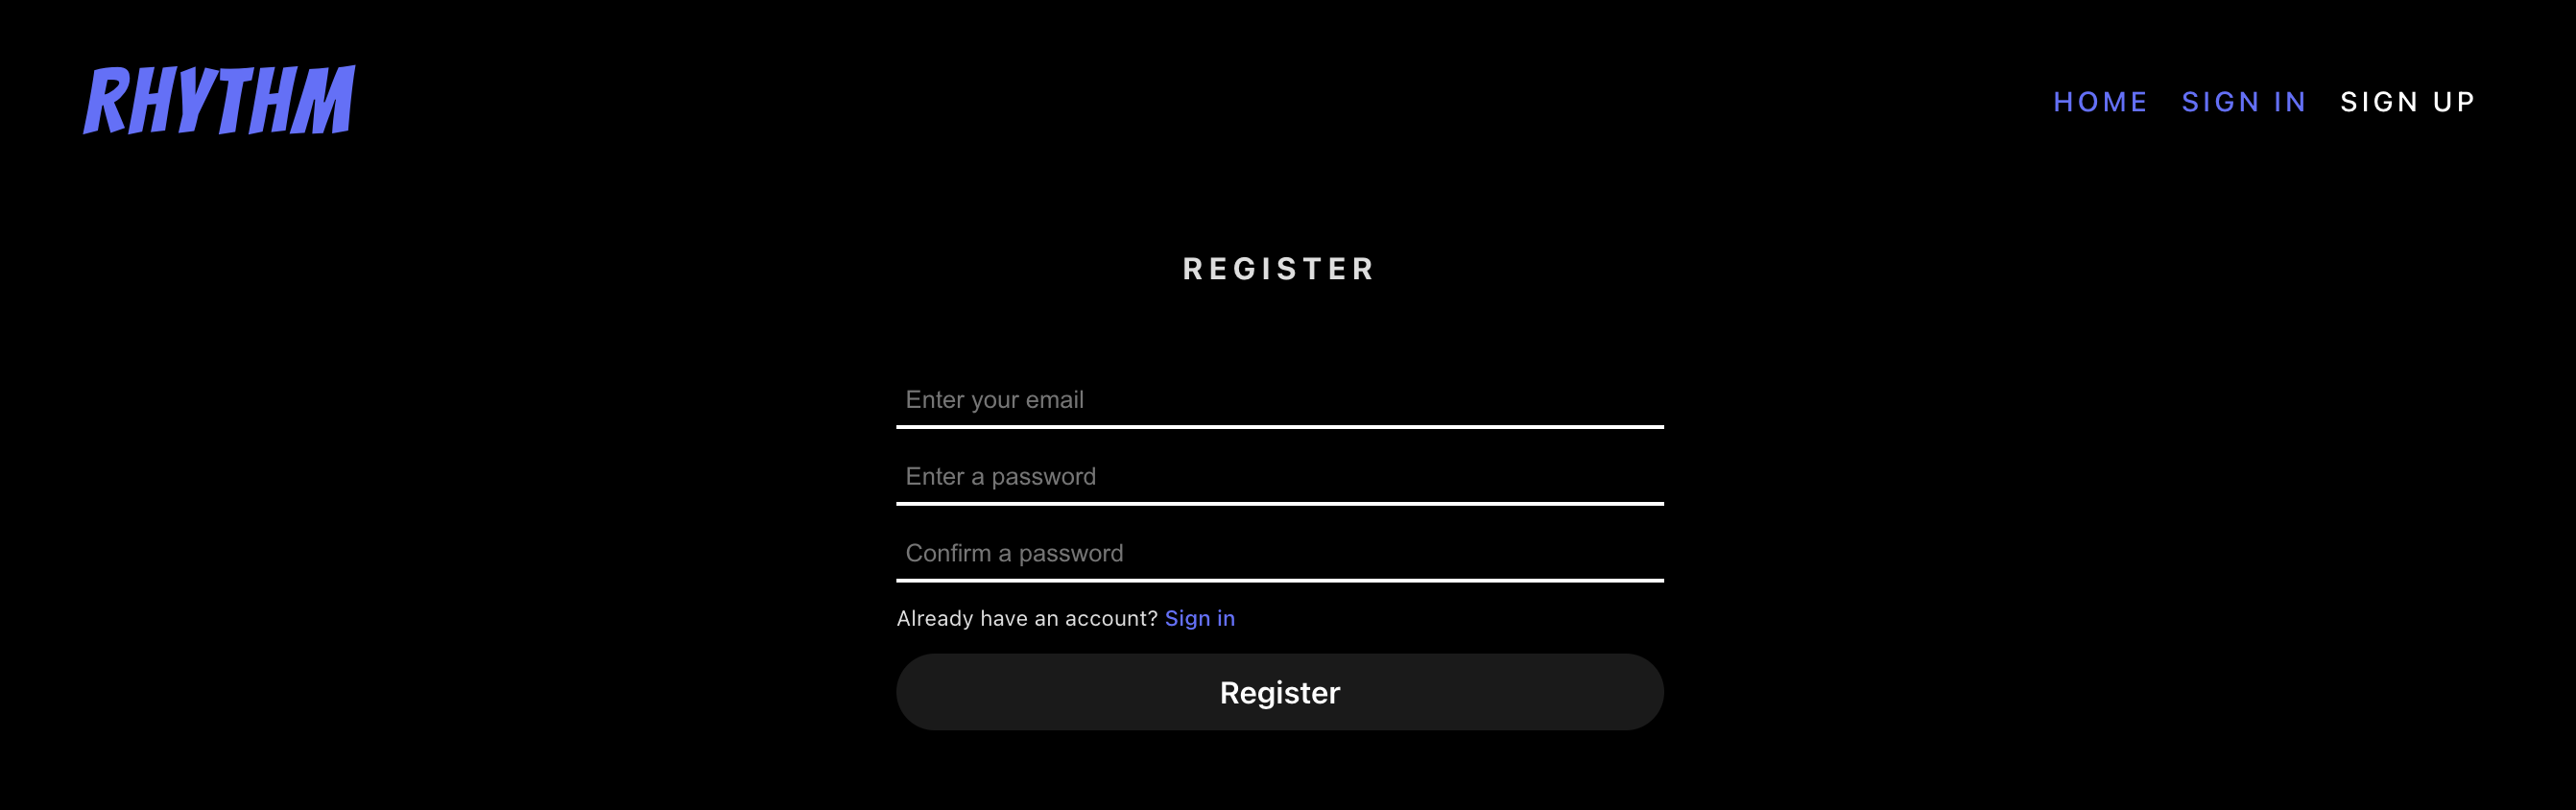 RHYTHM
HOME SIGN IN SIGN UP
REGISTER
Enter your email
Enter a password
Confirm a password
Already have an account? Sign in
Register